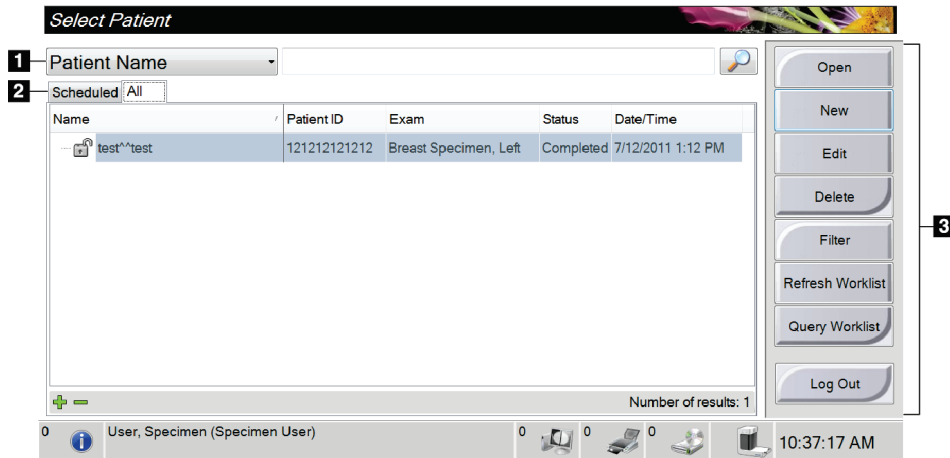 Select Patient
1 Patient Name
2 Scheduled All
Name Patient ID Exam Status Date/Time
test^^test 121212121212 Breast Specimen, Left Completed 7/12/2011 1:12 PM
Number of results: 1
Open
New
Edit
Delete
Filter
Refresh Worklist
Query Worklist
Log Out
3
0 User, Specimen (Specimen User) 0 0 0 10:37:17 AM